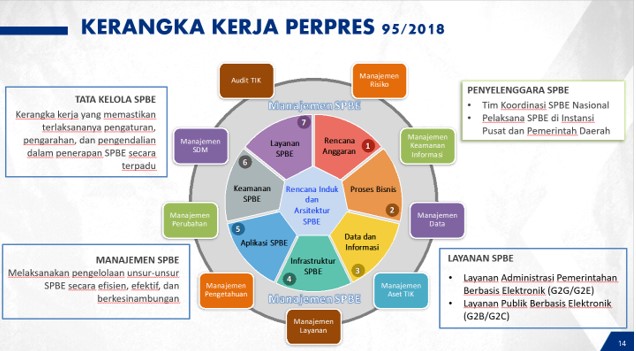 KERANGKA KERJA PERPRES 95/2018
Audit TIK
Manajemen
Risiko
TATA KELOLA SPBE
Kerangka kerja yang memastikan
terlaksananya pengaturan,
pengarahan, dan pengendalian
dalam penerapan SPBE secara
terpadu
PENYELENGGARA SPBE
• Tim Koordinasi SPBE Nasional
• Pelaksana SPBE di Instansi
Pusat dan Pemerintah Daerah
Manajemen SPBE
7
Layanan
SPBE
Rencana
Anggaran
1
Manajemen
SDM
Manajemen
Keamanan
Informasi
6
Keamanan
SPBE
Rencana Induk
dan
Arsitektur
SPBE
Proses Bisnis
2
Manajemen
Perubahan
Manajemen
Data
5
Aplikasi SPBE
Data dan
Informasi
3
Infrastruktur
SPBE
4
MANAJEMEN SPBE
Melaksanakan pengelolaan unsur-unsur
SPBE secara efisien, efektif, dan
berkesinambungan
LAYANAN SPBE
• Layanan Administrasi Pemerintahan
Berbasis Elektronik (G2G/G2E)
• Layanan Publik Berbasis Elektronik
(G2B/G2C)
Manajemen
Pengetahuan
Manajemen SPBE
Manajemen
Aset TIK
Manajemen
Layanan
14